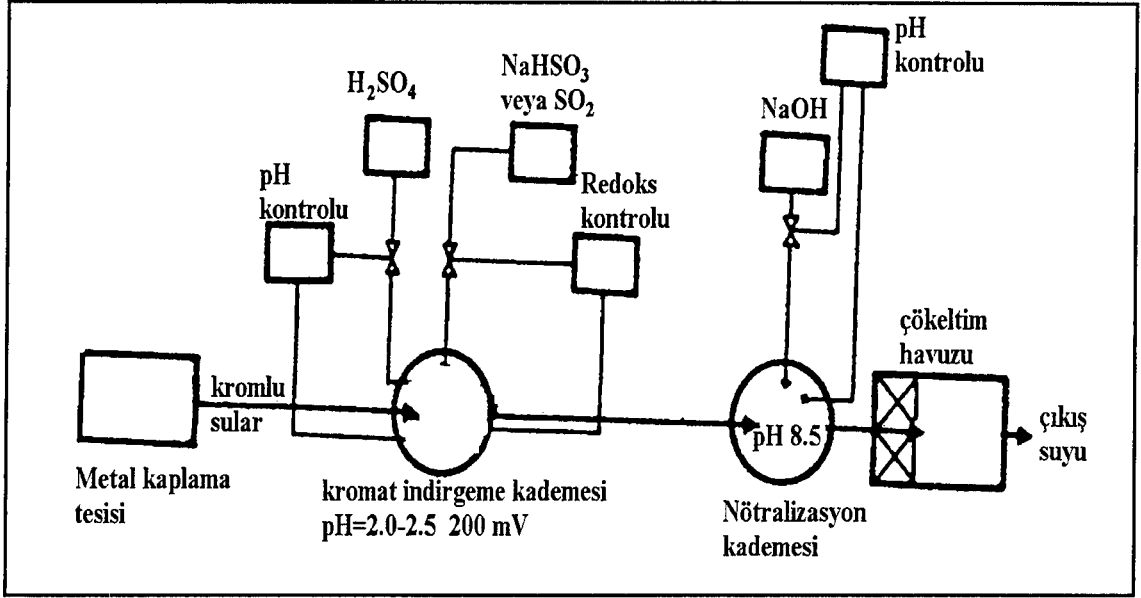 pH
kontrolu
H₂SO₄
NaHSO₃
veya SO₂
Redoks
kontrolu
NaOH
pH
kontrolu
Metal kaplama
tesisi
kromlu
sular
kromat indirgeme kademesi
pH=2.0-2.5 200 mV
pH 8.5
Nötralizasyon
kademesi
çökeltim
havuzu
çıkış
suyu